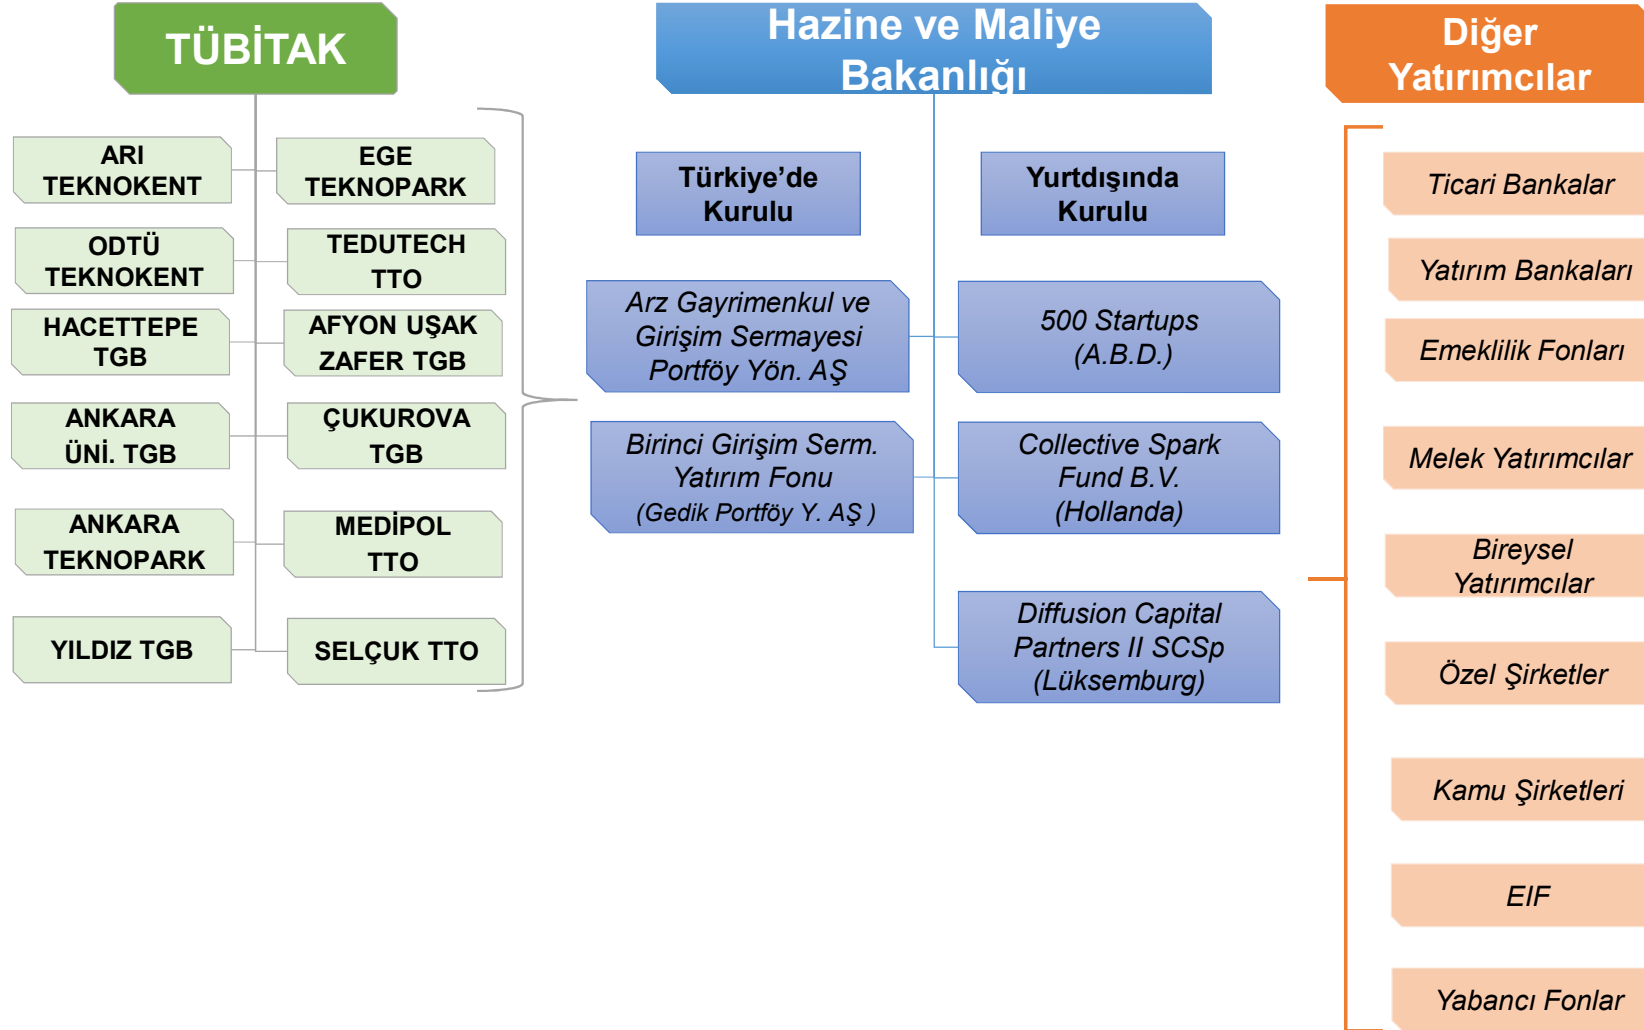 TÜBİTAK
ARI
TEKNOKENT
EGE
TEKNOPARK
ODTÜ
TEKNOKENT
TEDUTECH
TTO
HACETTEPE
TGB
AFYON UŞAK
ZAFER TGB
ANKARA
ÜNİ. TGB
ÇUKUROVA
TGB
ANKARA
TEKNOPARK
MEDİPOL
TTO
YILDIZ TGB
SELÇUK TTO
Hazine ve Maliye
Bakanlığı
Türkiye’de
Kurulu
Arz Gayrimenkul ve
Girişim Sermayesi
Portföy Yön. AŞ
Birinci Girişim Serm.
Yatırım Fonu
(Gedik Portföy Y. AŞ )
Yurtdışında
Kurulu
500 Startups
(A.B.D.)
Collective Spark
Fund B.V.
(Hollanda)
Diffusion Capital
Partners II SCSp
(Lüksemburg)
Diğer
Yatırımcılar
Ticari Bankalar
Yatırım Bankaları
Emeklilik Fonları
Melek Yatırımcılar
Bireysel
Yatırımcılar
Özel Şirketler
Kamu Şirketleri
EIF
Yabancı Fonlar